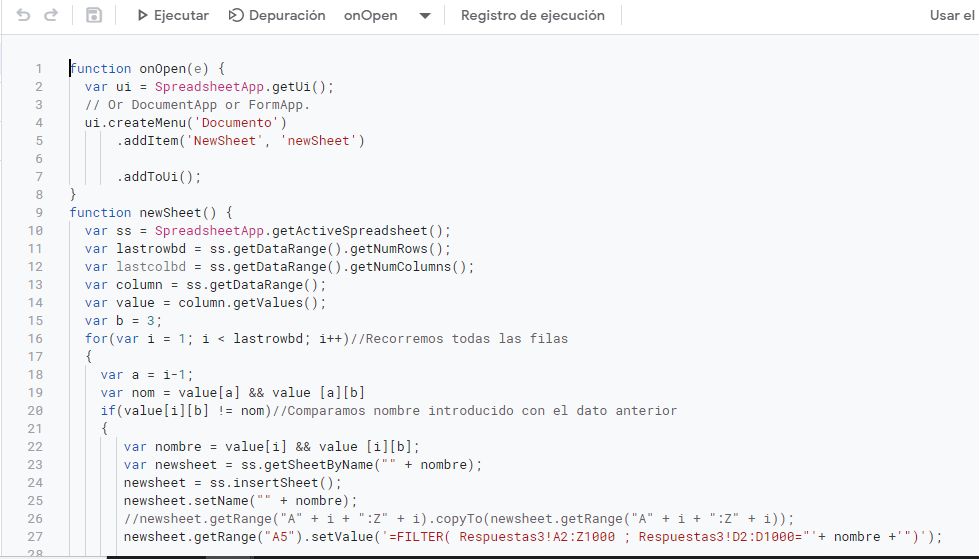 Ejecutar Depuración onOpen Registro de ejecución Usar el
1 function onOpen(e) {
2 var ui = SpreadsheetApp.getUi();
3 // Or DocumentApp or FormApp.
4 ui.createMenu('Documento')
5 .addItem('NewSheet', 'newSheet')
6
7 .addToUi();
8 }
9 function newSheet() {
10 var ss = SpreadsheetApp.getActiveSpreadsheet();
11 var lastrowbd = ss.getDataRange().getNumRows();
12 var lastcolbd = ss.getDataRange().getNumColumns();
13 var column = ss.getDataRange();
14 var value = column.getValues();
15 var b = 3;
16 for(var i = 1; i < lastrowbd; i++)//Recorremos todas las filas
17 {
18 var a = i-1;
19 var nom = value[a] && value [a][b]
20 if(value[i][b] != nom)//Comparamos nombre introducido con el dato anterior
21 {
22 var nombre = value[i] && value [i][b];
23 var newsheet = ss.getSheetByName("" + nombre);
24 newsheet = ss.insertSheet();
25 newsheet.setName("" + nombre);
26 //newsheet.getRange("A" + i + ":Z" + i).copyTo(newsheet.getRange("A" + i + ":Z" + i));
27 newsheet.getRange("A5").setValue('=FILTER( Respuestas3!A2:Z1000 ; Respuestas3!D2:D1000="'+ nombre +'")');
28